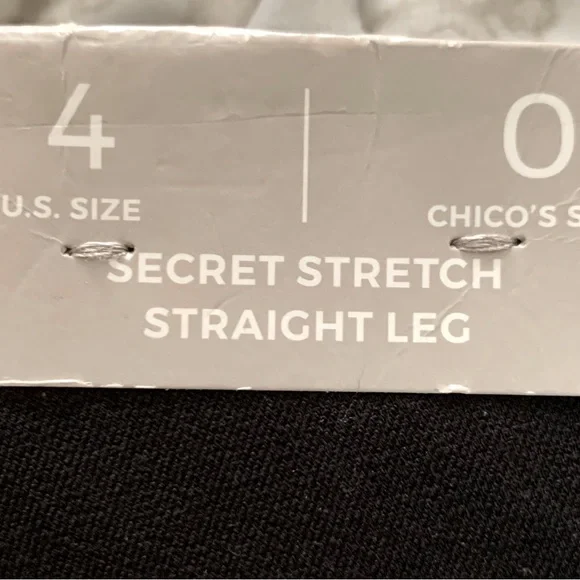 4 0
U.S. SIZE CHICO'S S
SECRET STRETCH
STRAIGHT LEG